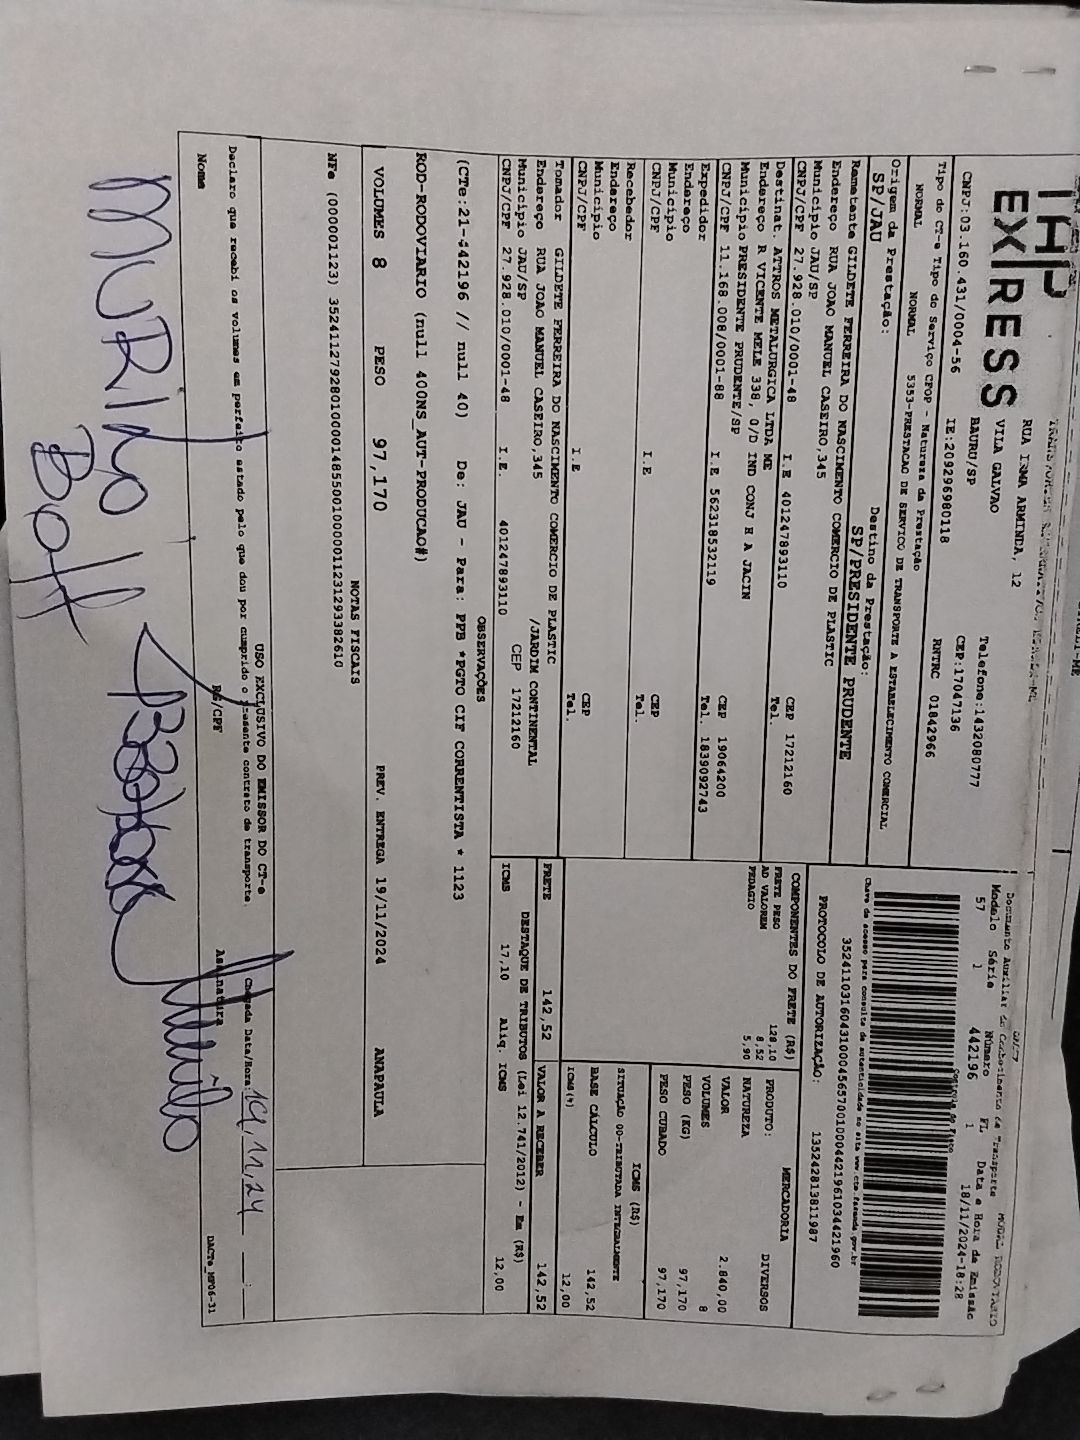 THP
EXPRESS
RUA IRMA ARMINDA, 12
VILA GALVAO
BAURU/SP
CNPJ:03.160.431/0004-56
IE:209296980118
Telefone:1432080777
CEP:17047136
RNTRC 01842966
Tipo do CT-e Tipo do Serviço CFOP - Natureza da Prestação
NORMAL NORMAL 5353-PRESTACAO DE SERVICO DE TRANSPORTE A ESTABELECIMENTO COMERCIAL
Origem da Prestação: Destino da Prestação:
SP/JAU SP/PRESIDENTE PRUDENTE
Remetente GILDETE FERREIRA DO NASCIMENTO COMERCIO DE PLASTIC
Endereço RUA JOAO MANUEL CASEIRO,345
Município JAU/SP CEP 17212160
CNPJ/CPF 27.928.010/0001-48 I.E 401247893110 Tel.
Destinat. ATTROS METALURGICA LTDA ME
Endereço R VICENTE MELE 338, 0/D IND CONJ H A JACIN
Município PRESIDENTE PRUDENTE/SP CEP 19064200
CNPJ/CPF 11.168.008/0001-88 I.E 562318532119 Tel. 1839092743
Expedidor
Endereço
Município CEP
CNPJ/CPF I.E Tel.
Recebedor
Endereço
Município CEP
CNPJ/CPF I.E Tel.
Tomador GILDETE FERREIRA DO NASCIMENTO COMERCIO DE PLASTIC
Endereço RUA JOAO MANUEL CASEIRO,345 /JARDIM CONTINENTAL
Município JAU/SP CEP 17212160
CNPJ/CPF 27.928.010/0001-48 I.E. 401247893110
Documento Auxiliar do Conhecimento de Transporte MODAL RODOVIARIO
Modelo Série Número FL Data e Hora de Emissão
57 1 442196 1 18/11/2024-18:28
Chave de acesso para consulta de autenticidade no site www.cte.fazenda.gov.br
35241103160431000456570010004421961034421960
PROTOCOLO DE AUTORIZAÇÃO: 135242813811987
COMPONENTES DO FRETE (R$)
FRETE PESO 128,10
AD VALOREM 8,52
PEDAGIO 5,90
MERCADORIA
PRODUTO: DIVERSOS
NATUREZA
VALOR 2.840,00
VOLUMES 8
PESO (KG) 97,170
PESO CUBADO 97,170
ICMS (R$)
SITUAÇÃO 00-TRIBUTADA INTEGRALMENTE
BASE CÁLCULO 142,52
ICMS(%) 12,00
FRETE 142,52 VALOR A RECEBER 142,52
DESTAQUE DE TRIBUTOS (Lei 12.741/2012) - Em (R$)
ICMS 17,10 Aliq. ICMS 12,00
OBSERVAÇÕES
(CTe:21-442196 // null 40) De: JAU - Para: PPB *PGTO CIF CORRENTISTA * 1123
ROD-RODOVIARIO (null 40ONS_AUT-PRODUCAO#)
VOLUMES 8 PESO 97,170 PREV. ENTREGA 19/11/2024 ANAPAULA
NOTAS FISCAIS
NFe (000001123) 35241127928010000148550010000011231293382610
USO EXCLUSIVO DO EMISSOR DO CT-e
Declaro que recebi os volumes em perfeito estado pelo que dou por cumprido o presente contrato de transporte. Chegada Data/Hora: 19/11/24 __:__
Nome RG/CPF Assinatura DACTe_MP06-31
MURILO